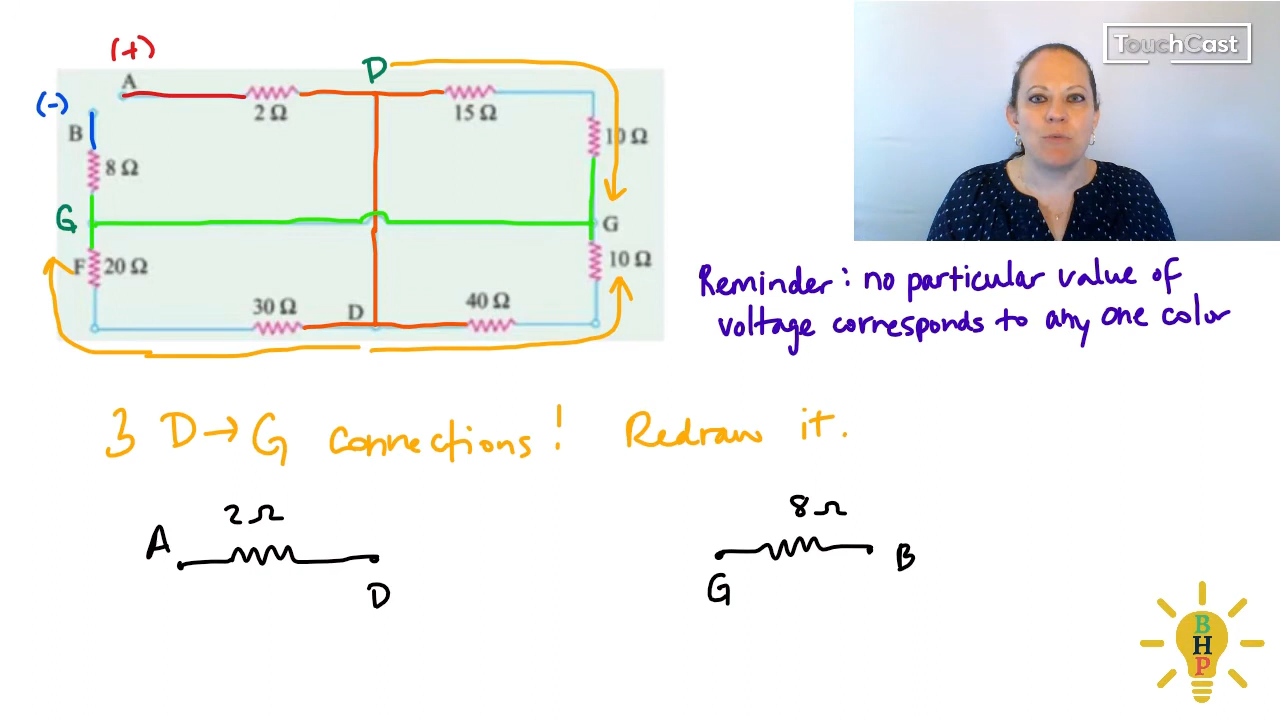 (+)
D
TouchCast
A
(-)
2 Ω
15 Ω
B
10 Ω
8 Ω
G
G
F
20 Ω
10 Ω
Reminder: no particular value of
voltage corresponds to any one color
30 Ω
D
40 Ω
3 D→G connections! Redraw it.
2Ω
8Ω
A
B
D
G
B
H
P